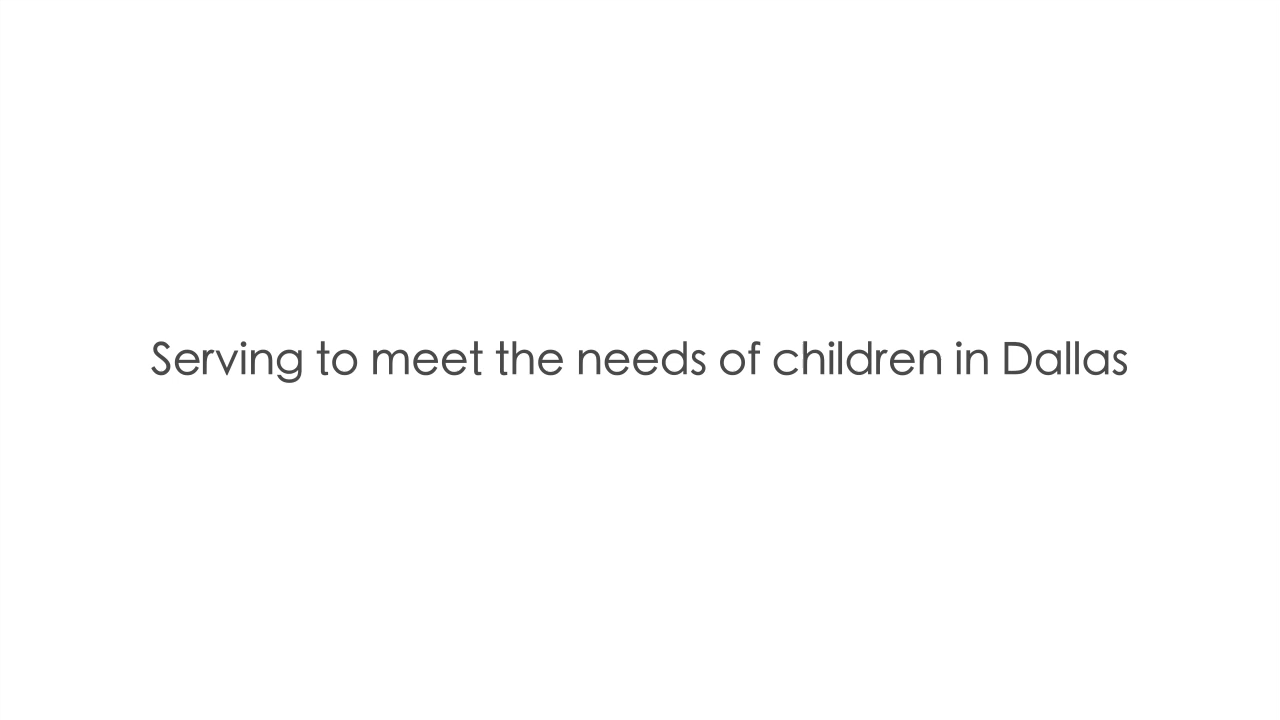 Serving to meet the needs of children in Dallas